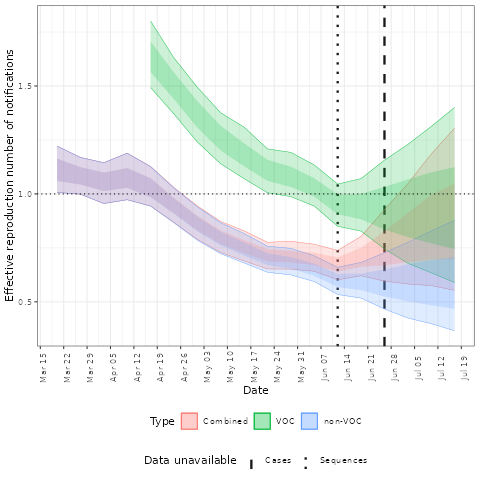 Effective reproduction number of notifications
1.5
1.0
0.5
Mar 15
Mar 22
Mar 29
Apr 05
Apr 12
Apr 19
Apr 26
May 03
May 10
May 17
May 24
May 31
Jun 07
Jun 14
Jun 21
Jun 28
Jul 05
Jul 12
Jul 19
Date
Type Combined VOC non-VOC
Data unavailable Cases Sequences